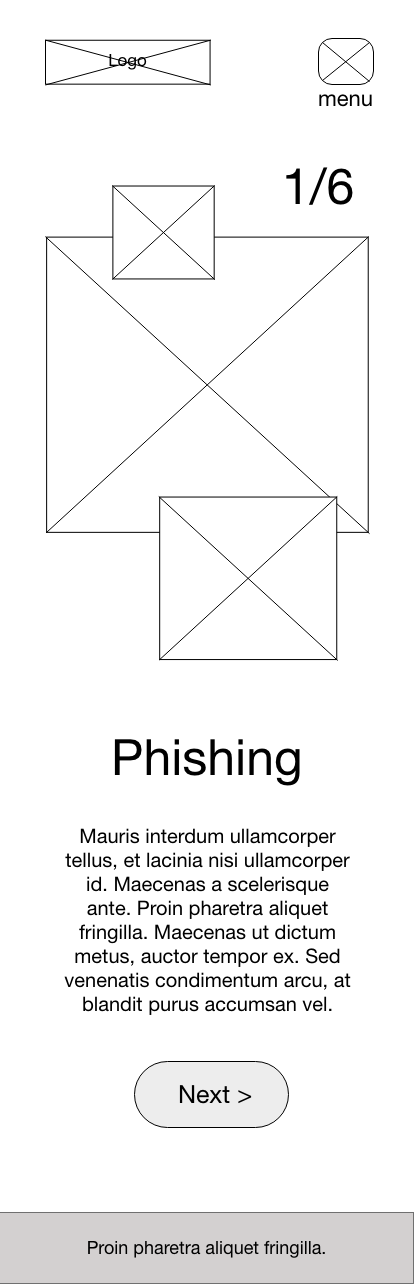 Logo
menu
1/6
Phishing
Mauris interdum ullamcorper
tellus, et lacinia nisi ullamcorper
id. Maecenas a scelerisque
ante. Proin pharetra aliquet
fringilla. Maecenas ut dictum
metus, auctor tempor ex. Sed
venenatis condimentum arcu, at
blandit purus accumsan vel.
Next >
Proin pharetra aliquet fringilla.